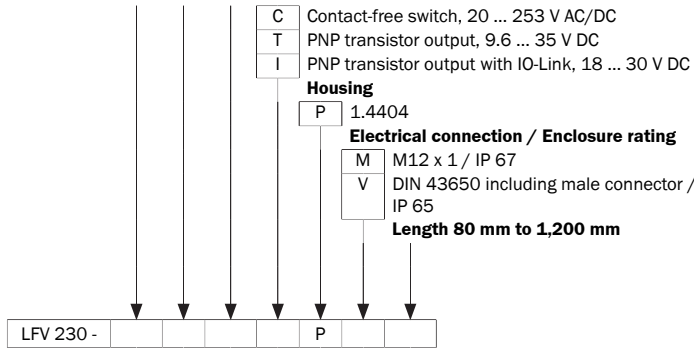 C Contact-free switch, 20 ... 253 V AC/DC
T PNP transistor output, 9.6 ... 35 V DC
I PNP transistor output with IO-Link, 18 ... 30 V DC
Housing
P 1.4404
Electrical connection / Enclosure rating
M M12 x 1 / IP 67
V DIN 43650 including male connector /
IP 65
Length 80 mm to 1,200 mm
LFV 230 - P